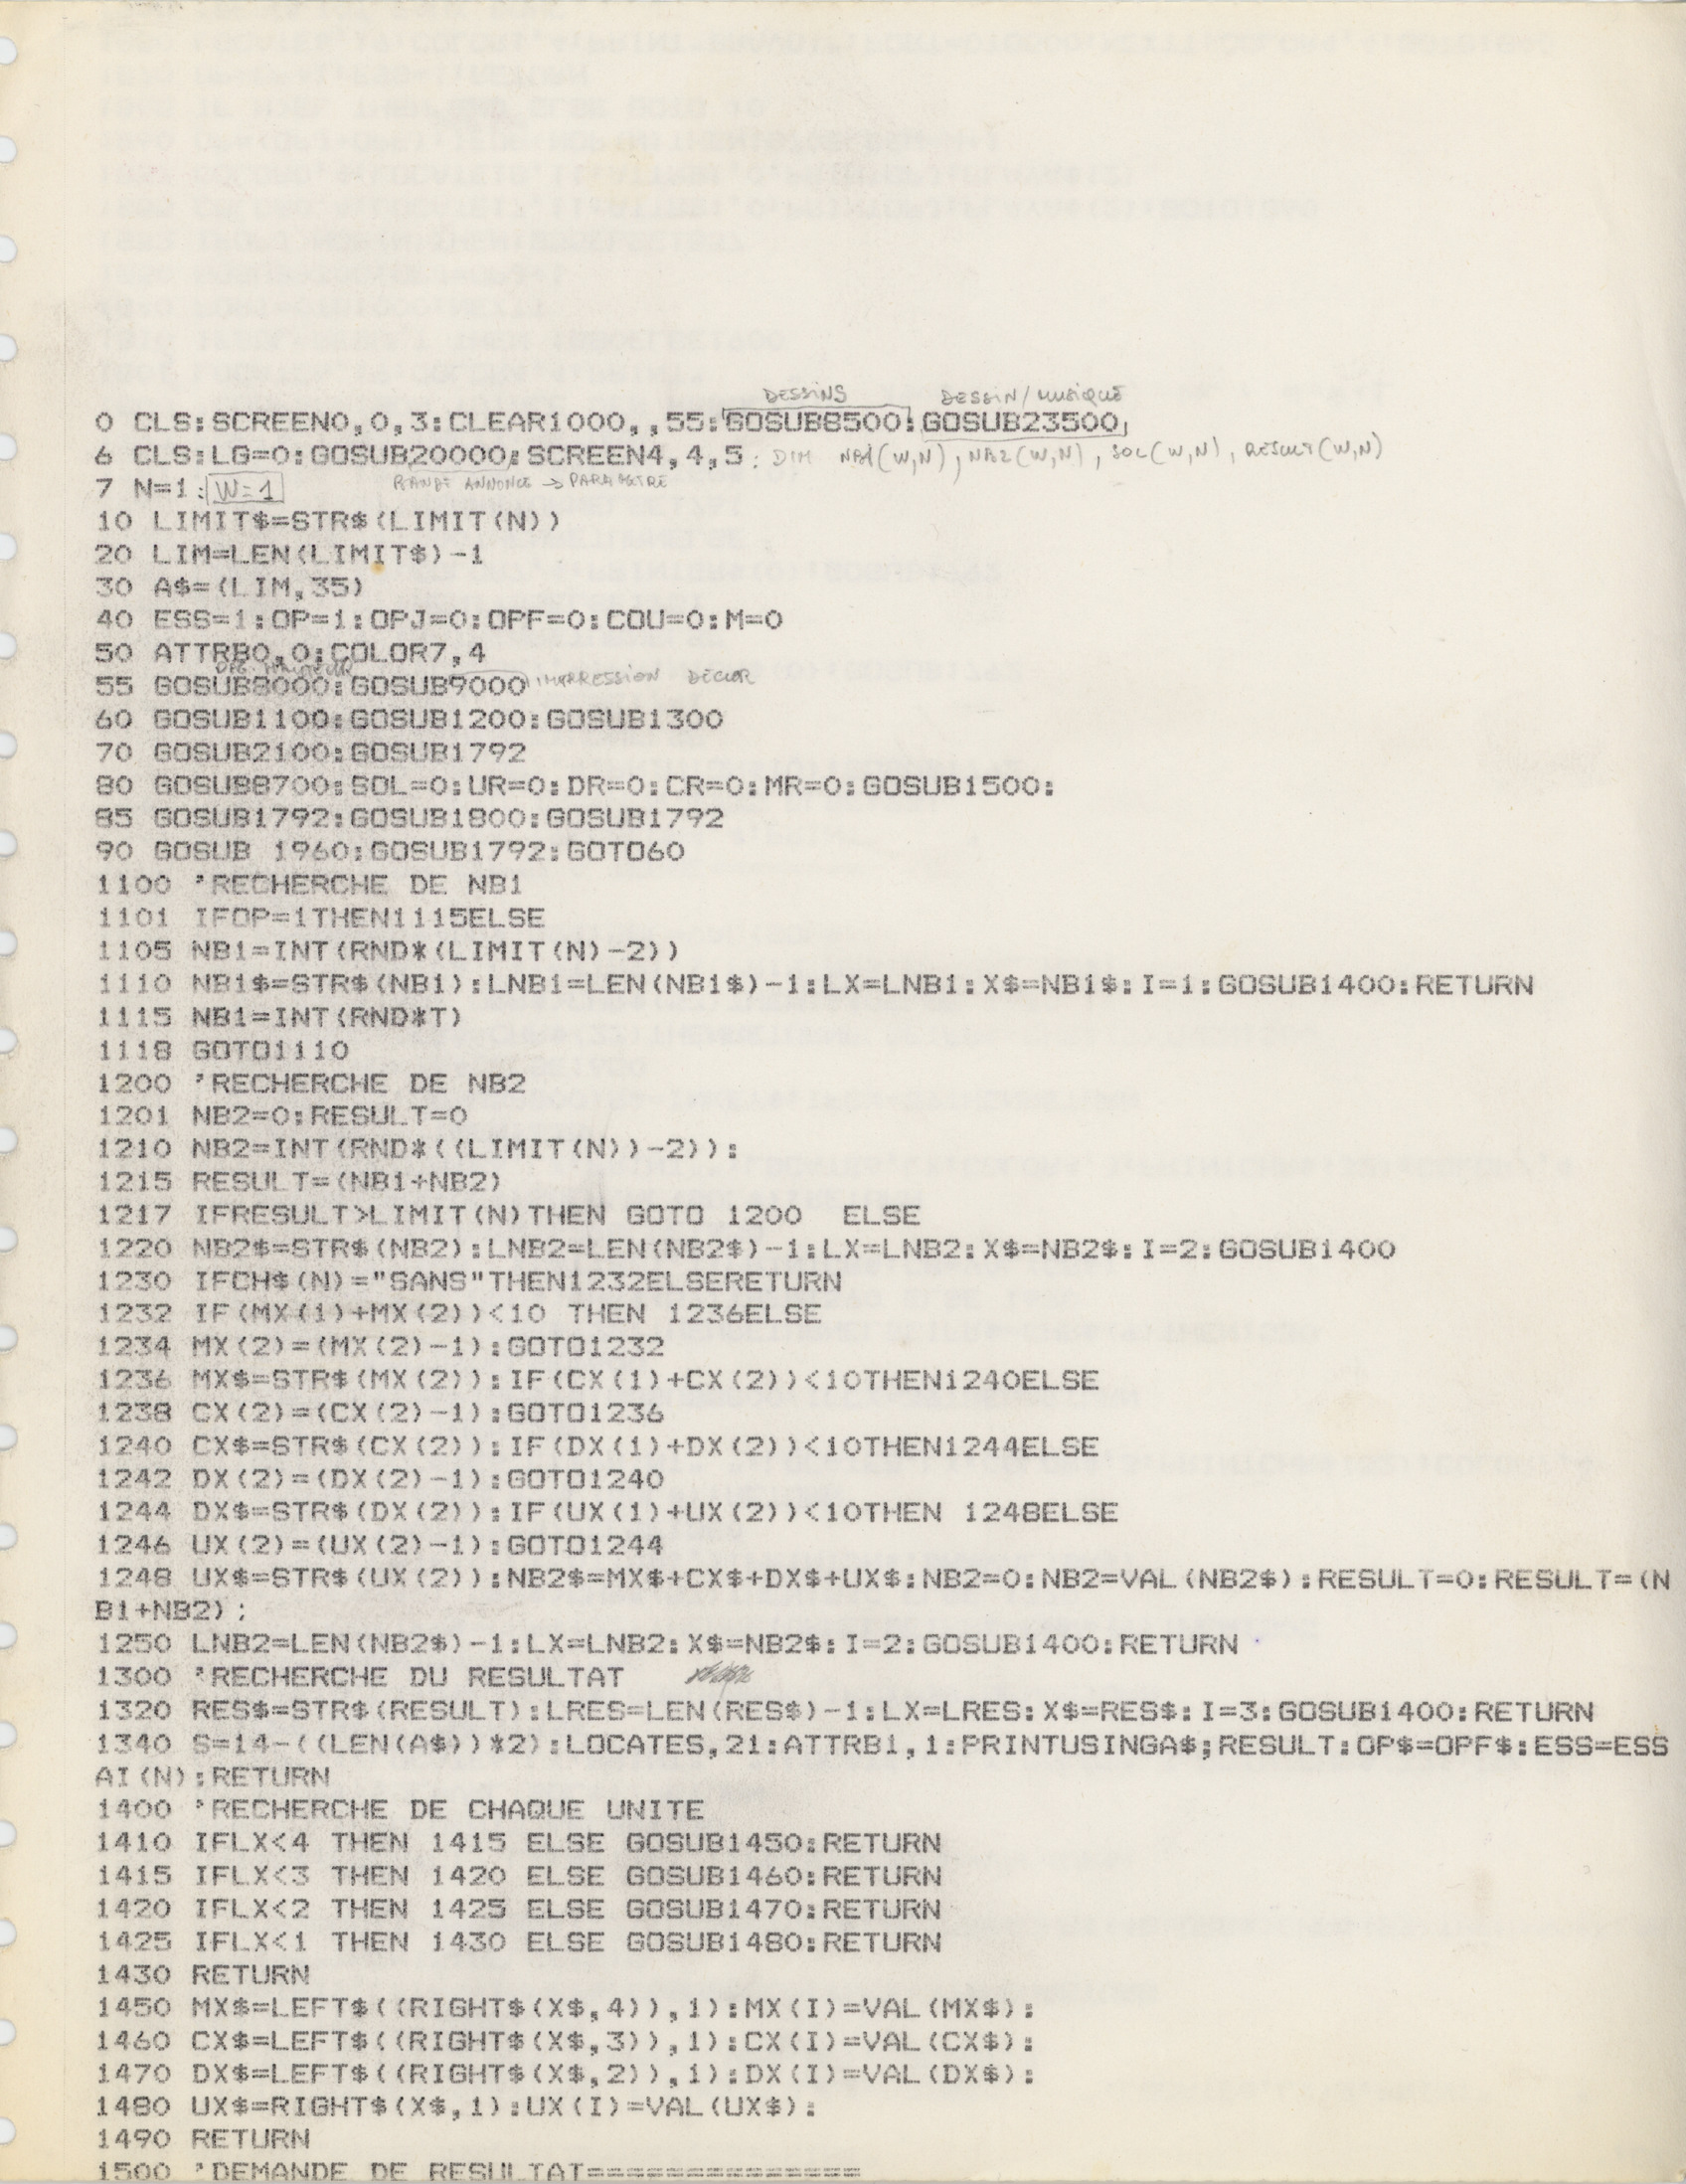 DESSINS DESSIN/MUSIQUE
0 CLS:SCREEN0,0,3:CLEAR1000,,55:GOSUB8500:GOSUB23500,
6 CLS:LG=0:GOSUB20000:SCREEN4,4,5 : DIM NB1(W,N), NB2(W,N), SOL(W,N), RESULT(W,N)
7 N=1 : W=1 BANDE ANNONCE → PARAMETRE
10 LIMIT$=STR$(LIMIT(N))
20 LIM=LEN(LIMIT$)-1
30 A$=(LIM,35)
40 ESS=1:OP=1:OPJ=0:OPF=0:COU=0:M=0
50 ATTRB0,0:COLOR7,4
55 GOSUB8000:GOSUB9000 IMPRESSION DECOR
60 GOSUB1100:GOSUB1200:GOSUB1300
70 GOSUB2100:GOSUB1792
80 GOSUB8700:SOL=0:UR=0:DR=0:CR=0:MR=0:GOSUB1500:
85 GOSUB1792:GOSUB1800:GOSUB1792
90 GOSUB 1960:GOSUB1792:GOTO60
1100 'RECHERCHE DE NB1
1101 IFOP=1THEN1115ELSE
1105 NB1=INT(RND*(LIMIT(N)-2))
1110 NB1$=STR$(NB1):LNB1=LEN(NB1$)-1:LX=LNB1:X$=NB1$:I=1:GOSUB1400:RETURN
1115 NB1=INT(RND*T)
1118 GOTO1110
1200 'RECHERCHE DE NB2
1201 NB2=0:RESULT=0
1210 NB2=INT(RND*((LIMIT(N))-2)):
1215 RESULT=(NB1+NB2)
1217 IFRESULT>LIMIT(N)THEN GOTO 1200  ELSE
1220 NB2$=STR$(NB2):LNB2=LEN(NB2$)-1:LX=LNB2:X$=NB2$:I=2:GOSUB1400
1230 IFCH$(N)="SANS"THEN1232ELSERETURN
1232 IF(MX(1)+MX(2))<10 THEN 1236ELSE
1234 MX(2)=(MX(2)-1):GOTO1232
1236 MX$=STR$(MX(2)):IF(CX(1)+CX(2))<10THEN1240ELSE
1238 CX(2)=(CX(2)-1):GOTO1236
1240 CX$=STR$(CX(2)):IF(DX(1)+DX(2))<10THEN1244ELSE
1242 DX(2)=(DX(2)-1):GOTO1240
1244 DX$=STR$(DX(2)):IF(UX(1)+UX(2))<10THEN 1248ELSE
1246 UX(2)=(UX(2)-1):GOTO1244
1248 UX$=STR$(UX(2)):NB2$=MX$+CX$+DX$+UX$:NB2=0:NB2=VAL(NB2$):RESULT=0:RESULT=(N
B1+NB2);
1250 LNB2=LEN(NB2$)-1:LX=LNB2:X$=NB2$:I=2:GOSUB1400:RETURN
1300 'RECHERCHE DU RESULTAT
1320 RES$=STR$(RESULT):LRES=LEN(RES$)-1:LX=LRES:X$=RES$:I=3:GOSUB1400:RETURN
1340 S=14-((LEN(A$))*2):LOCATES,21:ATTRB1,1:PRINTUSINGA$;RESULT:OP$=OPF$:ESS=ESS
AI(N):RETURN
1400 'RECHERCHE DE CHAQUE UNITE
1410 IFLX<4 THEN 1415 ELSE GOSUB1450:RETURN
1415 IFLX<3 THEN 1420 ELSE GOSUB1460:RETURN
1420 IFLX<2 THEN 1425 ELSE GOSUB1470:RETURN
1425 IFLX<1 THEN 1430 ELSE GOSUB1480:RETURN
1430 RETURN
1450 MX$=LEFT$((RIGHT$(X$,4)),1):MX(I)=VAL(MX$):
1460 CX$=LEFT$((RIGHT$(X$,3)),1):CX(I)=VAL(CX$):
1470 DX$=LEFT$((RIGHT$(X$,2)),1):DX(I)=VAL(DX$):
1480 UX$=RIGHT$(X$,1):UX(I)=VAL(UX$):
1490 RETURN
1500 'DEMANDE DE RESULTAT==============